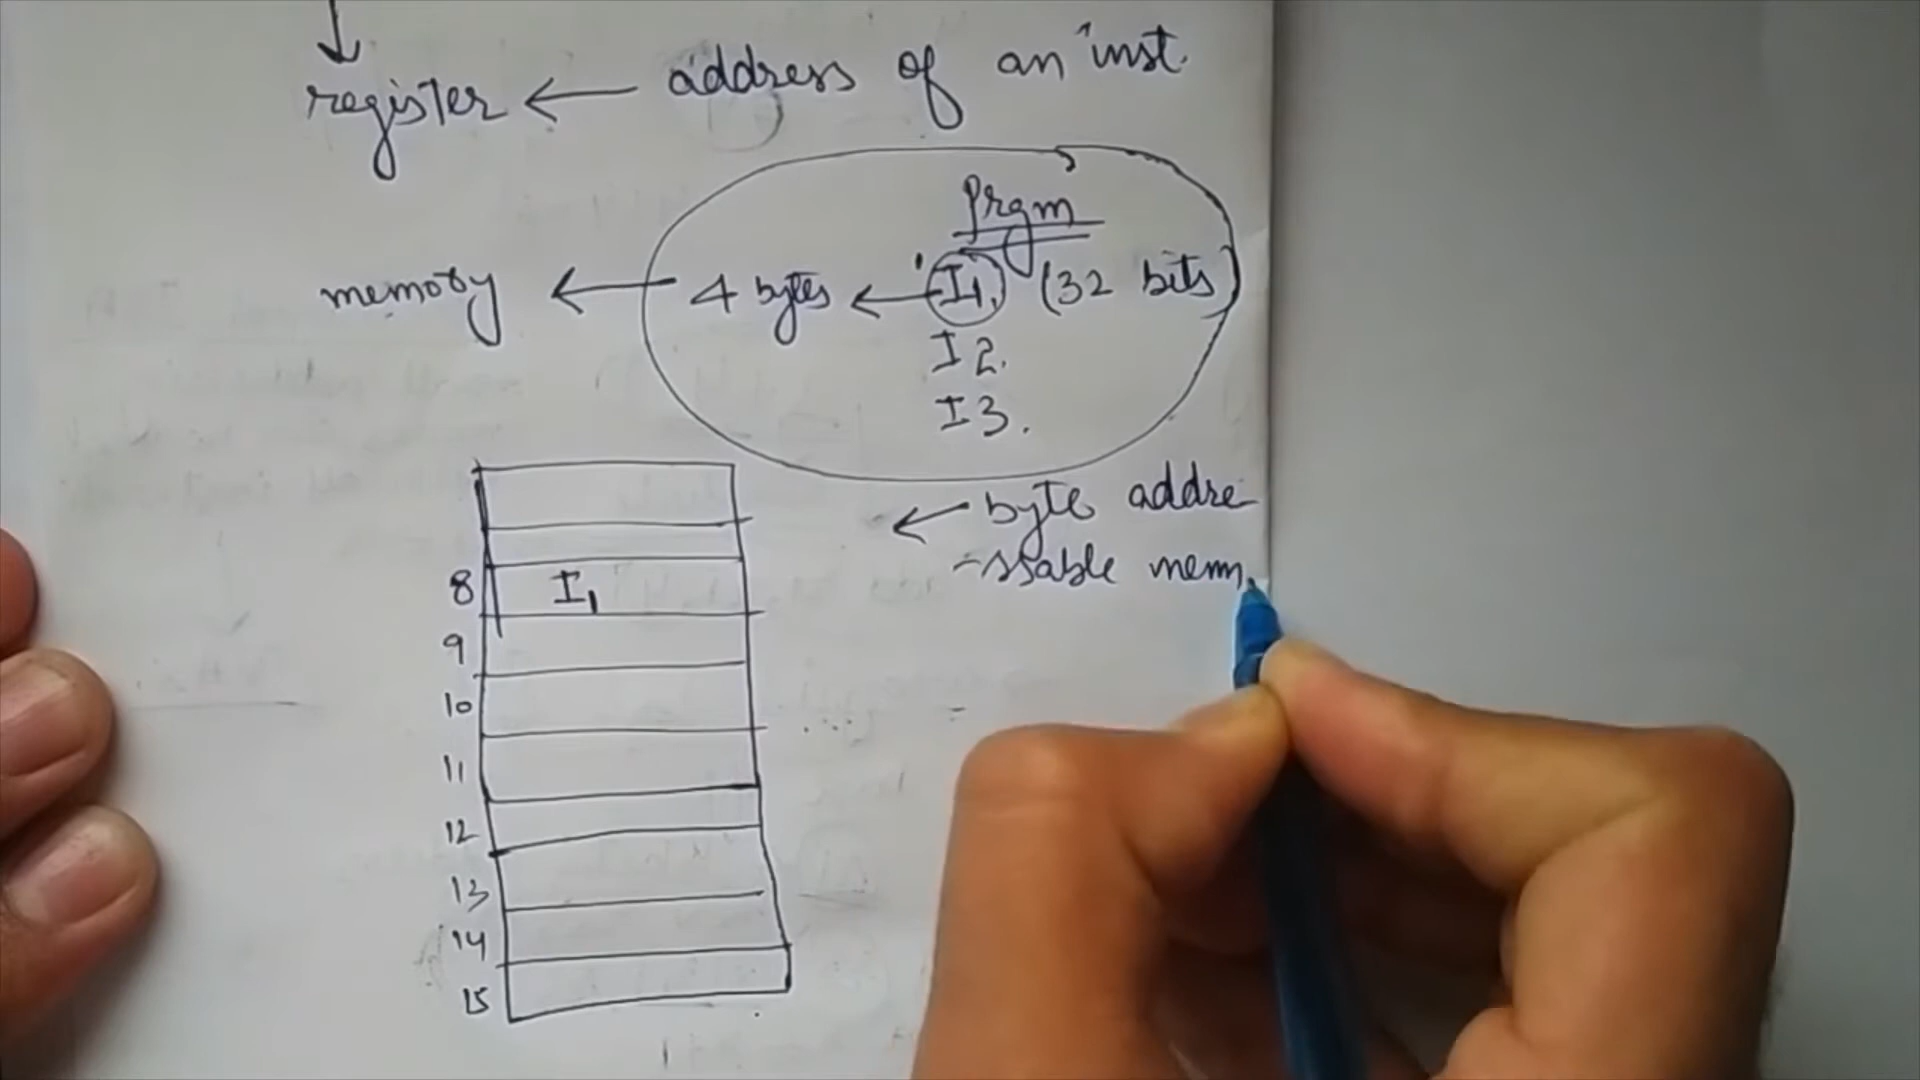 register ← address of an inst.
Prgm
memory ← 4 bytes ← I1. (32 bits)
I2.
I3.
← byte addre
-ssable mem.
8 I1
9
10
11
12
13
14
15